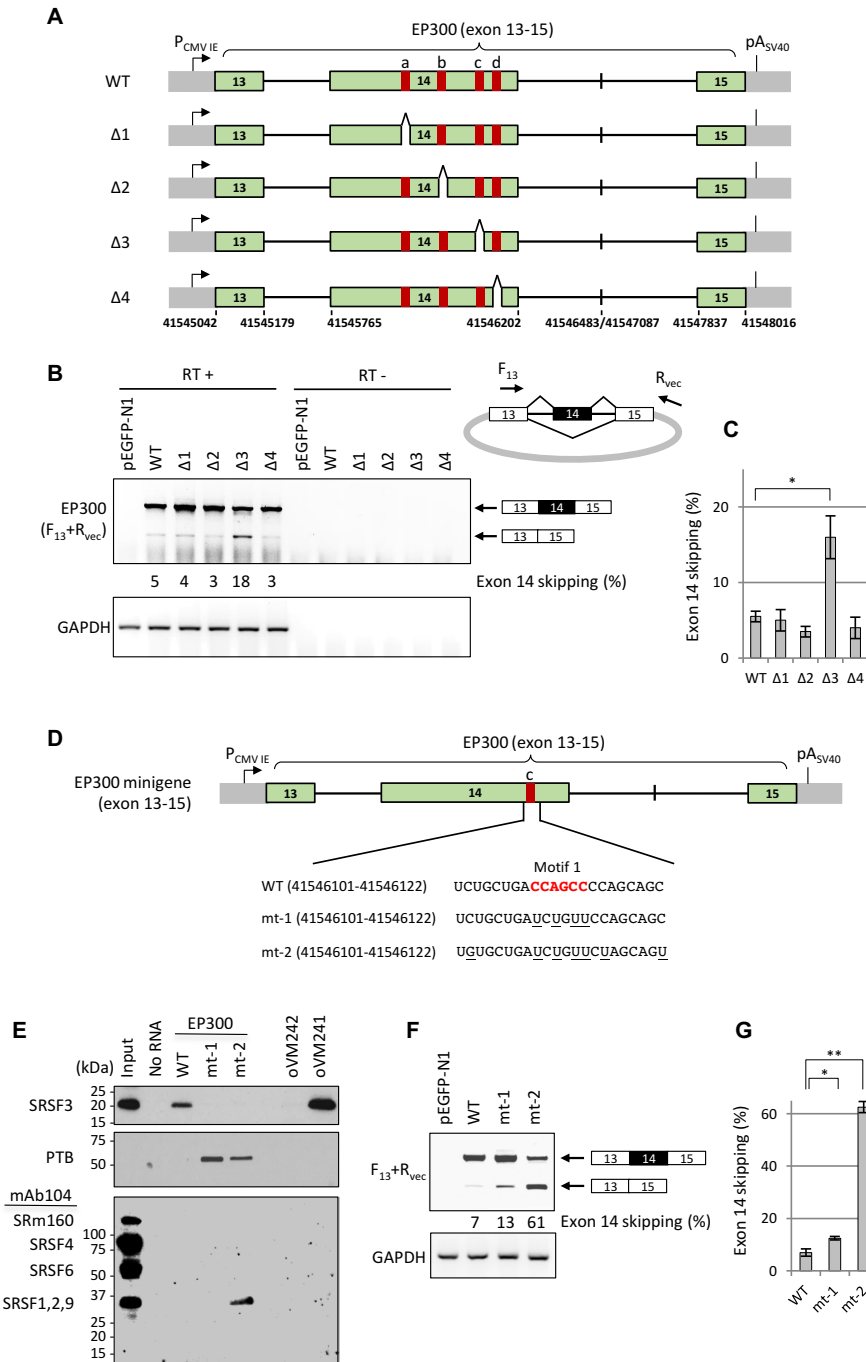 A
EP300 (exon 13-15)
PCMV IE
pASV40
a b c d
WT 13 14 15
Δ1 13 14 15
Δ2 13 14 15
Δ3 13 14 15
Δ4 13 14 15
41545042 41545179 41545765 41546202 41546483/41547087 41547837 41548016
B
RT + RT -
pEGFP-N1 WT Δ1 Δ2 Δ3 Δ4 pEGFP-N1 WT Δ1 Δ2 Δ3 Δ4
EP300
(F13+Rvec)
5 4 3 18 3 Exon 14 skipping (%)
GAPDH
F13
Rvec
13 14 15
13 14 15
13 15
C
*
Exon 14 skipping (%)
20
10
0
WT Δ1 Δ2 Δ3 Δ4
D
EP300 (exon 13-15)
PCMV IE
pASV40
c
EP300 minigene
(exon 13-15)
13 14 15
Motif 1
WT (41546101-41546122) UCUGCUGACCAGCCCCAGCAGC
mt-1 (41546101-41546122) UCUGCUGAUCUGUUCCAGCAGC
mt-2 (41546101-41546122) UGUGCUGAUCUGUUCUAGCAGU
E
EP300
(kDa) Input No RNA WT mt-1 mt-2 oVM242 oVM241
SRSF3
25
20
15
PTB
75
50
mAb104
SRm160
SRSF4
SRSF6
SRSF1,2,9
100
75
50
37
25
20
15
F
pEGFP-N1 WT mt-1 mt-2
F13+Rvec
13 14 15
13 15
7 13 61 Exon 14 skipping (%)
GAPDH
G
**
*
Exon 14 skipping (%)
60
40
20
0
WT mt-1 mt-2